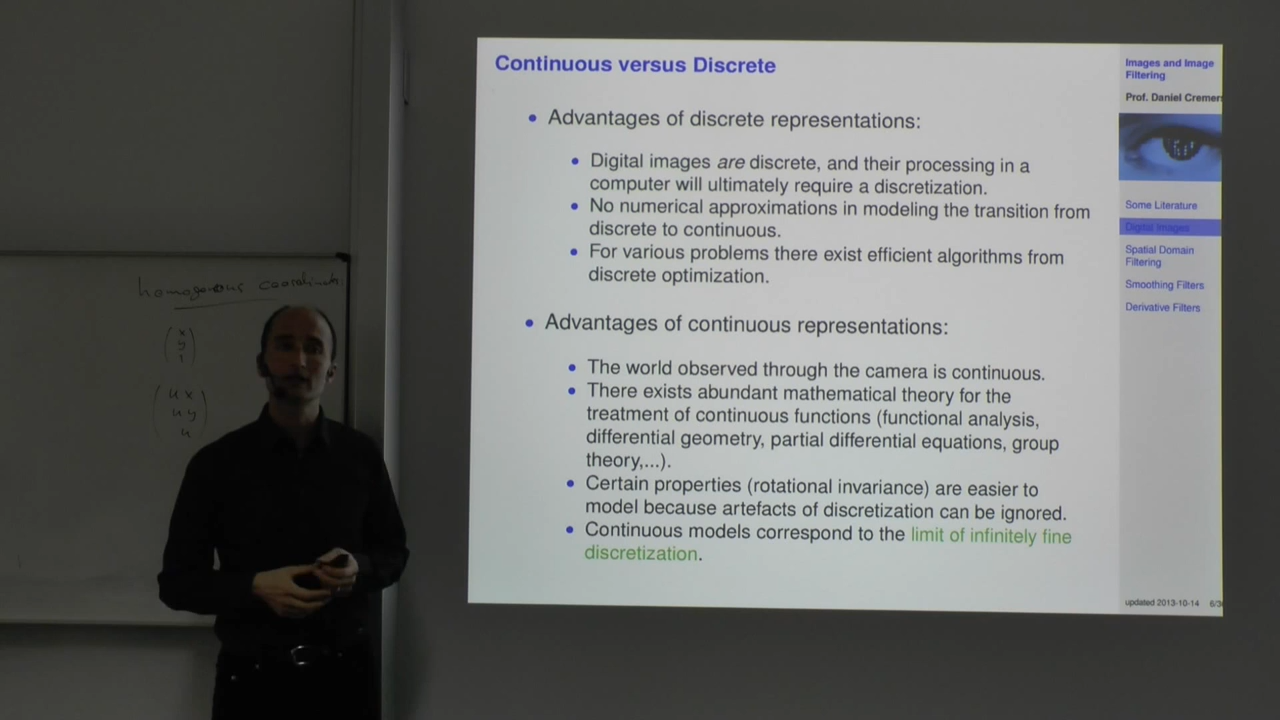 Continuous versus Discrete
Advantages of discrete representations:
Digital images are discrete, and their processing in a
computer will ultimately require a discretization.
No numerical approximations in modeling the transition from
discrete to continuous.
For various problems there exist efficient algorithms from
discrete optimization.
Advantages of continuous representations:
The world observed through the camera is continuous.
There exists abundant mathematical theory for the
treatment of continuous functions (functional analysis,
differential geometry, partial differential equations, group
theory,...).
Certain properties (rotational invariance) are easier to
model because artefacts of discretization can be ignored.
Continuous models correspond to the limit of infinitely fine
discretization.
Images and Image
Filtering
Prof. Daniel Cremer
Some Literature
Digital Images
Spatial Domain
Filtering
Smoothing Filters
Derivative Filters
updated 2013-10-14 6/3
homogeneous coordinat
x
y
1
u x
u y
u